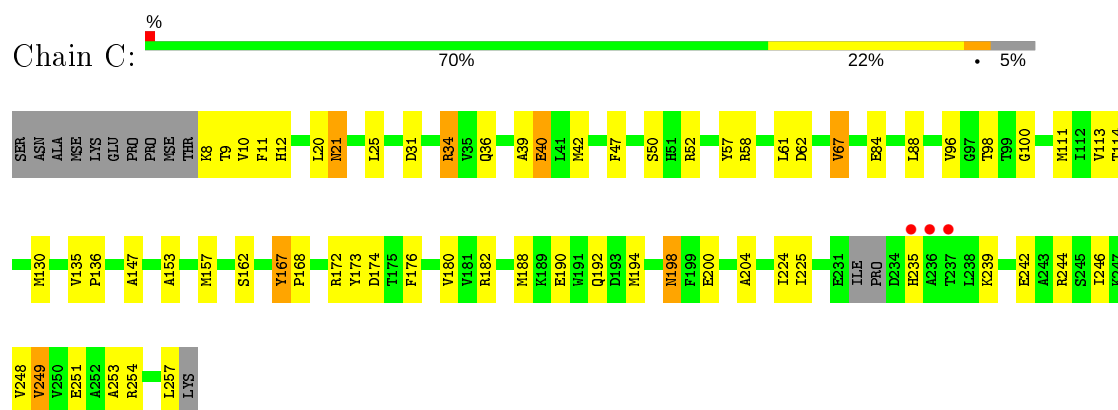 %
Chain C:
70% 22% • 5%
SER ASN ALA MSE LYS GLU PRO PRO MSE THR K8 T9 V10 F11 H12 L20 N21 L25 D31 R34 V35 Q36 A39 E40 L41 M42 F47 S50 H51 R52 Y57 R58 L61 D62 V67 E84 L88 V96 G97 T98 T99 G100 M111 I112 V113 T114
M130 V135 P136 A147 A153 M157 S162 Y167 P168 R172 Y173 D174 T175 F176 V180 V181 R182 M188 K189 E190 W191 Q192 D193 M194 N198 F199 E200 A204 I224 I225 E231 ILE PRO D234 H235 A236 T237 L238 K239 E242 A243 R244 S245 I246 K247
V248 V249 V250 E251 A252 A253 R254 L257 LYS